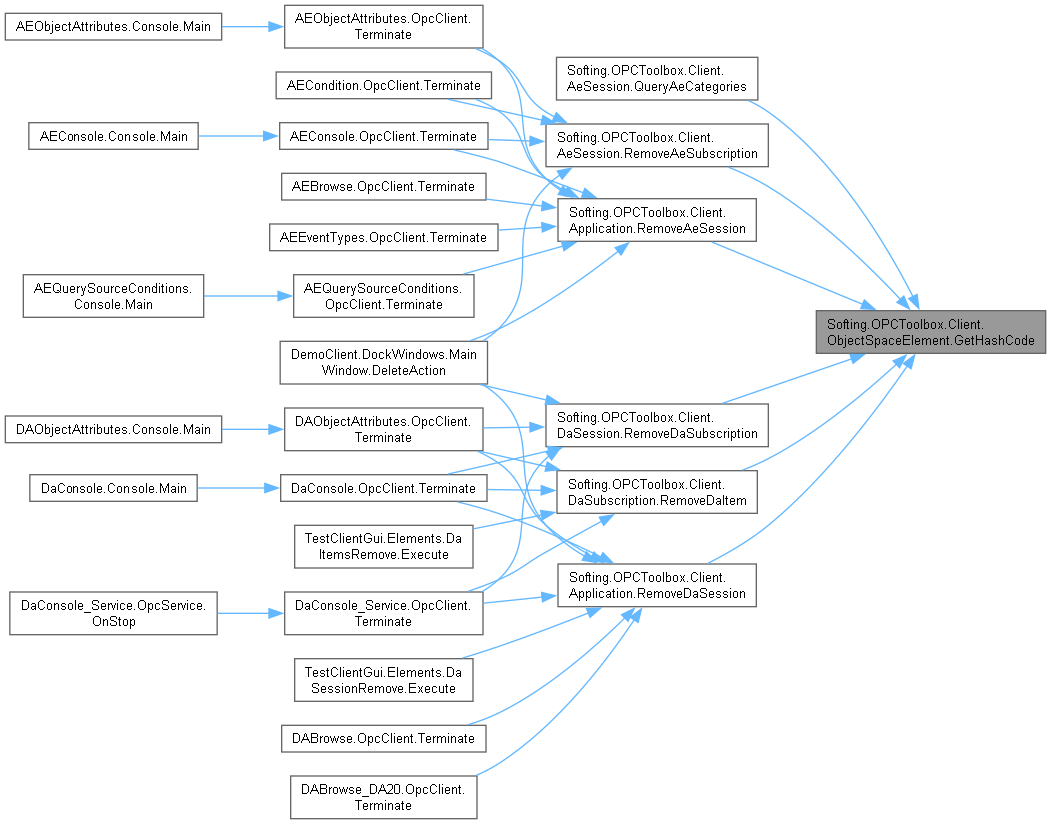 AEObjectAttributes.Console.Main
AEObjectAttributes.OpcClient.
Terminate
AECondition.OpcClient.Terminate
AEConsole.Console.Main
AEConsole.OpcClient.Terminate
AEBrowse.OpcClient.Terminate
AEEventTypes.OpcClient.Terminate
AEQuerySourceConditions.
Console.Main
AEQuerySourceConditions.
OpcClient.Terminate
DemoClient.DockWindows.Main
Window.DeleteAction
DAObjectAttributes.Console.Main
DAObjectAttributes.OpcClient.
Terminate
DaConsole.Console.Main
DaConsole.OpcClient.Terminate
TestClientGui.Elements.Da
ItemsRemove.Execute
DaConsole_Service.OpcService.
OnStop
DaConsole_Service.OpcClient.
Terminate
TestClientGui.Elements.Da
SessionRemove.Execute
DABrowse.OpcClient.Terminate
DABrowse_DA20.OpcClient.
Terminate
Softing.OPCToolbox.Client.
AeSession.QueryAeCategories
Softing.OPCToolbox.Client.
AeSession.RemoveAeSubscription
Softing.OPCToolbox.Client.
Application.RemoveAeSession
Softing.OPCToolbox.Client.
DaSession.RemoveDaSubscription
Softing.OPCToolbox.Client.
DaSubscription.RemoveDaItem
Softing.OPCToolbox.Client.
Application.RemoveDaSession
Softing.OPCToolbox.Client.
ObjectSpaceElement.GetHashCode